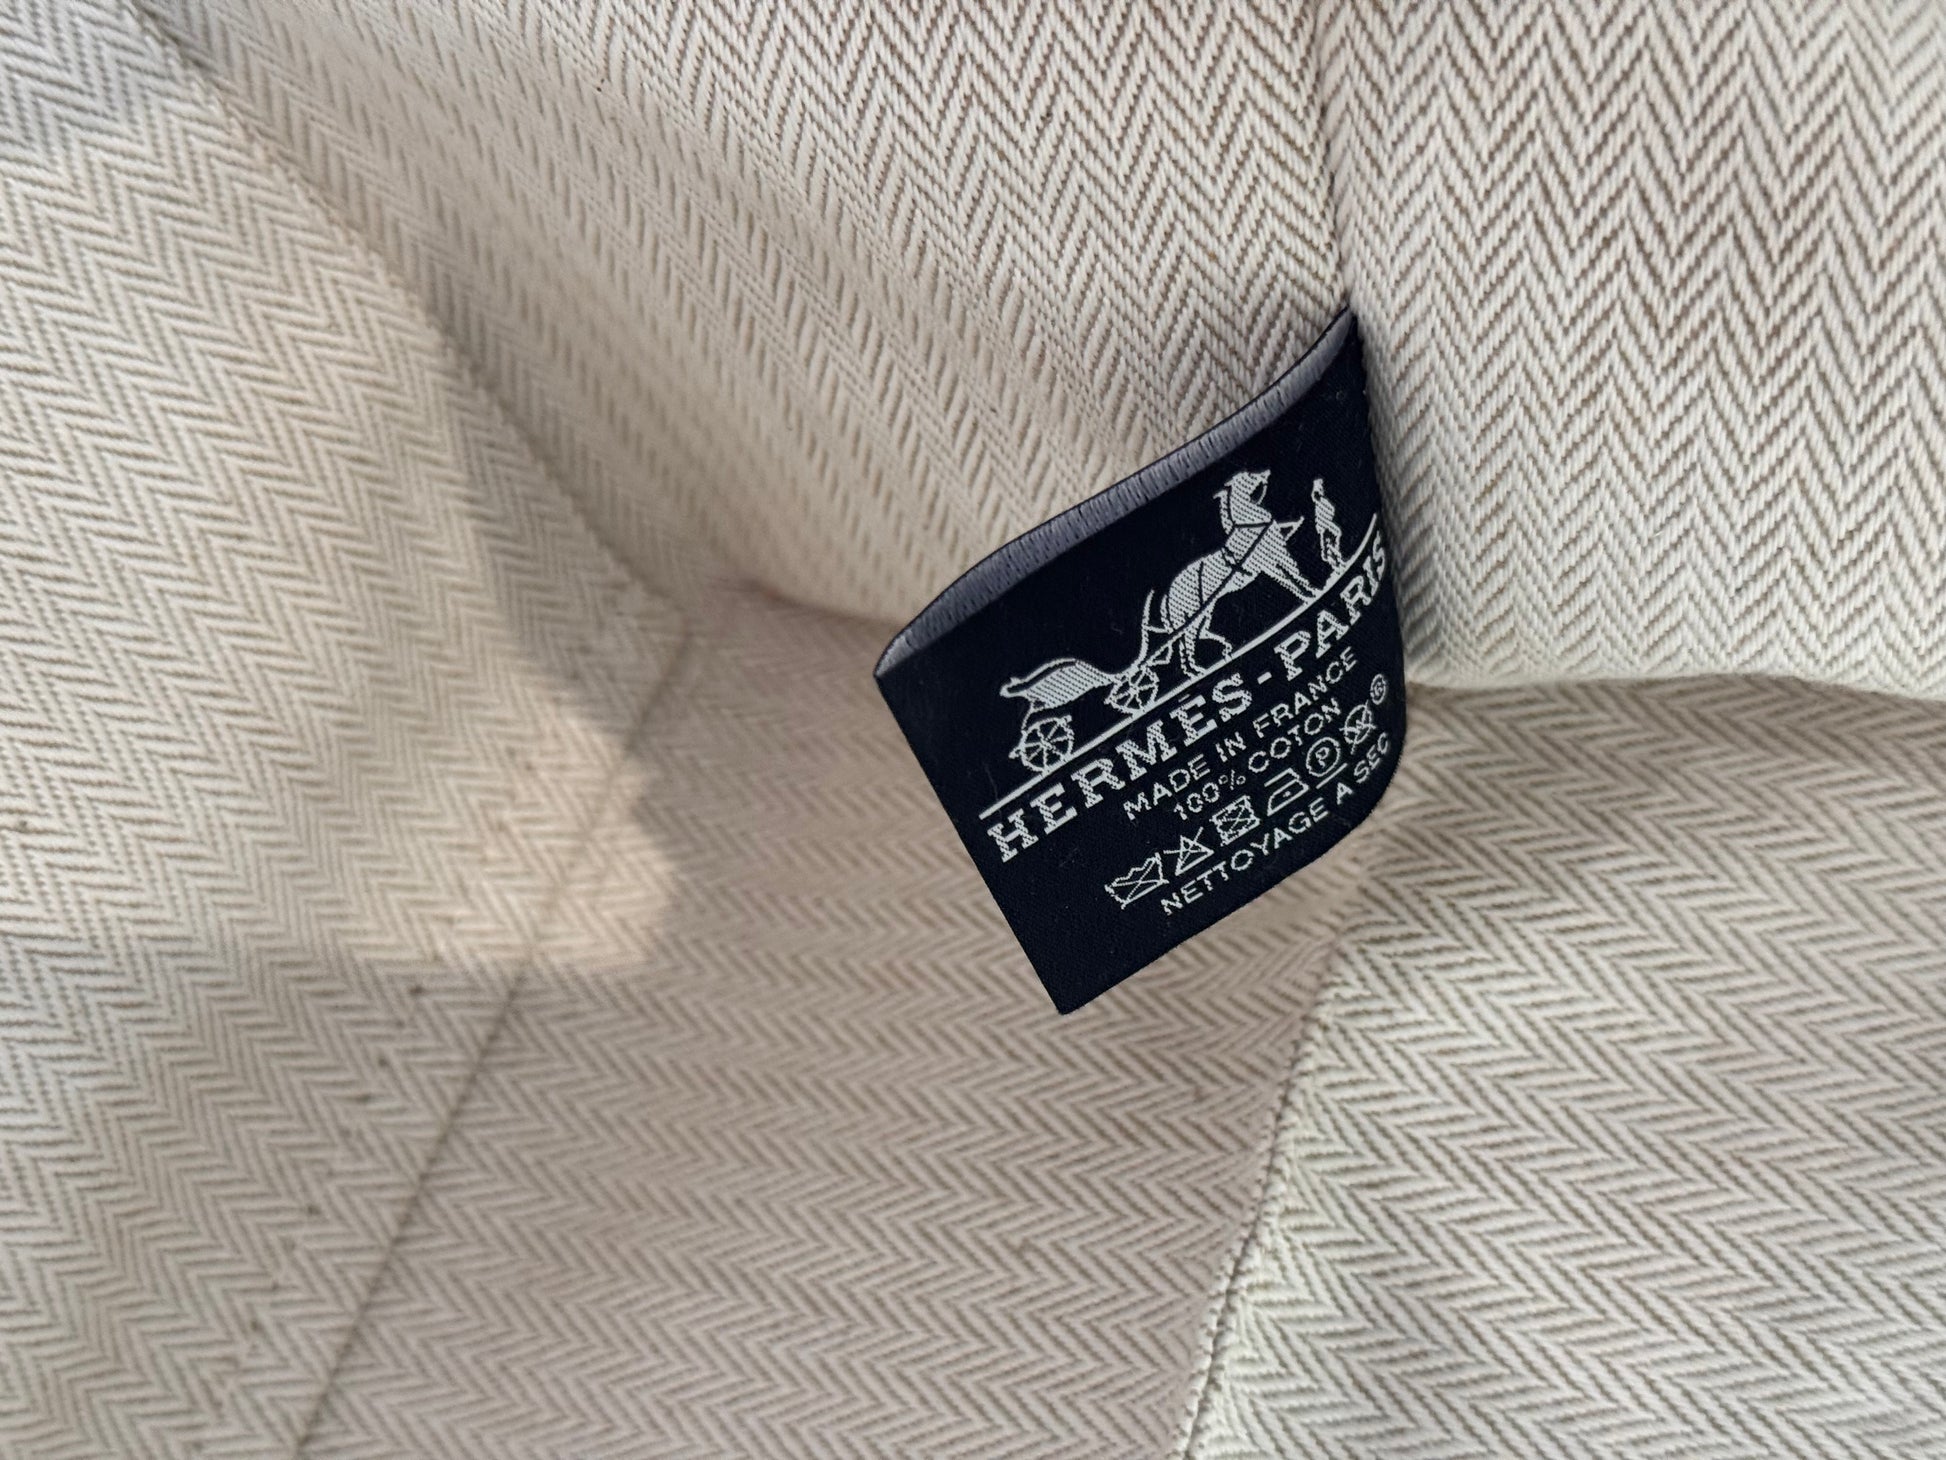 HERMÈS-PARIS
MADE IN FRANCE
100% COTON
P
NETTOYAGE A SEC